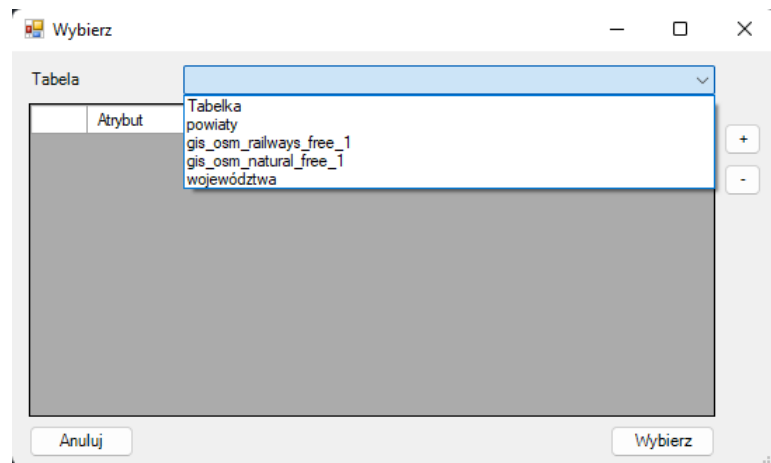 Wybierz
Tabela
Tabelka
powiaty
gis_osm_railways_free_1
gis_osm_natural_free_1
województwa
Atrybut
+
-
Anuluj
Wybierz